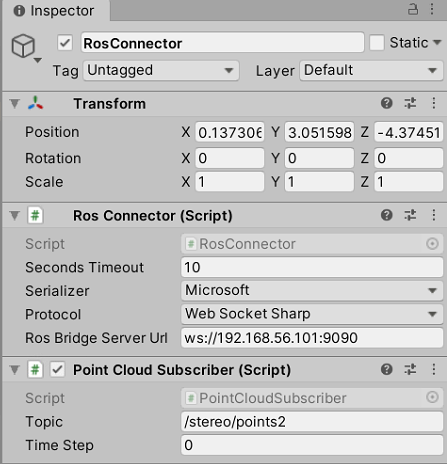 Inspector
RosConnector Static
Tag Untagged Layer Default
Transform
Position X 0.137306 Y 3.051598 Z -4.37451
Rotation X 0 Y 0 Z 0
Scale X 1 Y 1 Z 1
# Ros Connector (Script)
Script # RosConnector
Seconds Timeout 10
Serializer Microsoft
Protocol Web Socket Sharp
Ros Bridge Server Url ws://192.168.56.101:9090
# Point Cloud Subscriber (Script)
Script # PointCloudSubscriber
Topic /stereo/points2
Time Step 0